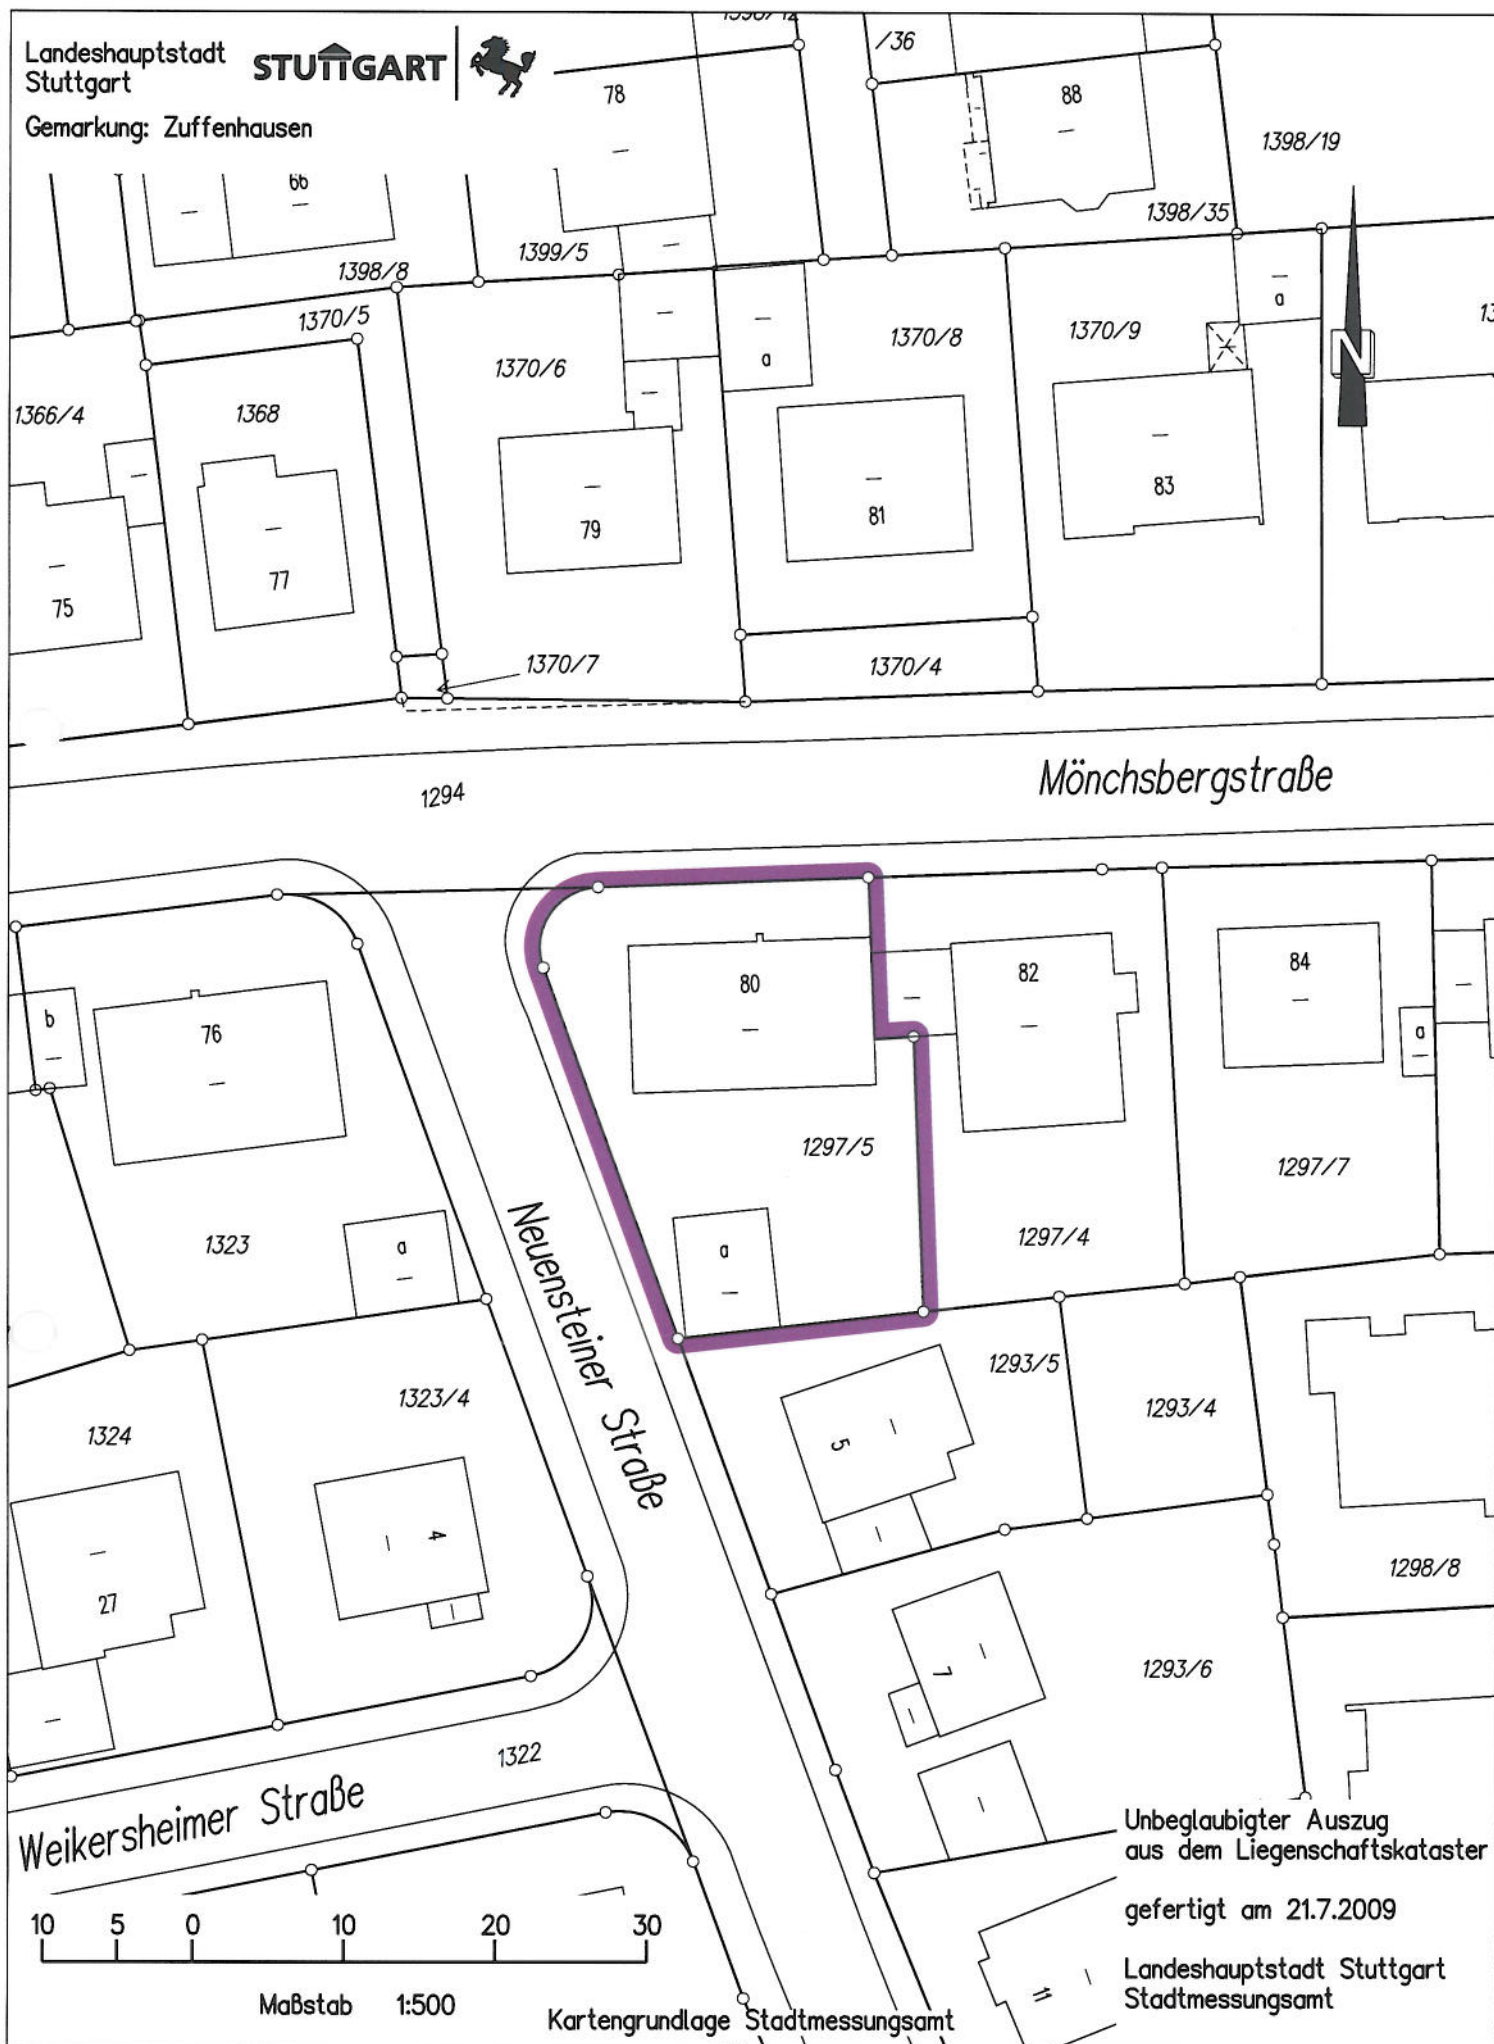 Landeshauptstadt
Stuttgart
STUTTGART
Gemarkung: Zuffenhausen
/36
78
88
1398/19
66
1398/35
1399/5
1398/8
1370/5
a
1370/6
a
1370/8
1370/9
N
1366/4
1368
79
81
83
75
77
1370/7
1370/4
Mönchsbergstraße
1294
b
76
80
82
84
a
1297/5
1297/7
1323
a
a
1297/4
Neuensteiner Straße
1293/5
1323/4
1293/4
1324
5
4
27
1298/8
7
1293/6
1322
Weikersheimer Straße
Unbeglaubigter Auszug
aus dem Liegenschaftskataster
gefertigt am 21.7.2009
10 5 0 10 20 30
Landeshauptstadt Stuttgart
Stadtmessungsamt
11
Maßstab 1:500
Kartengrundlage Stadtmessungsamt